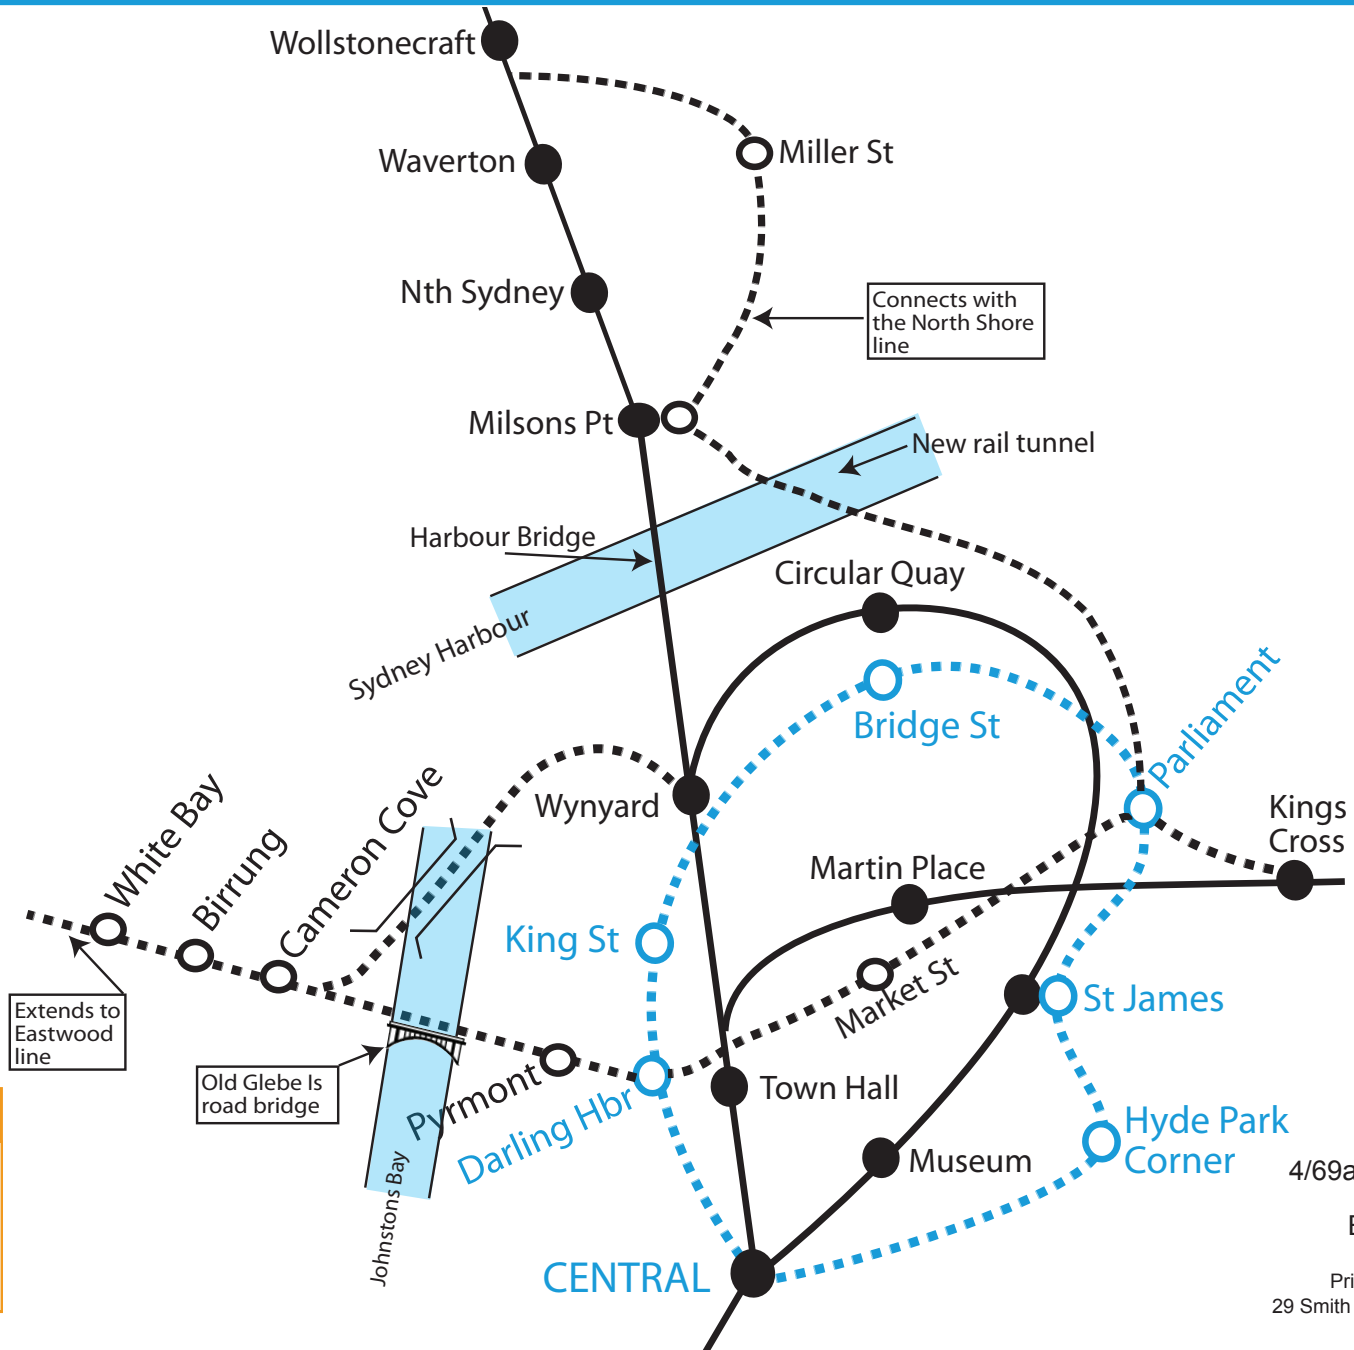 Wollstonecraft
Waverton
Miller St
Nth Sydney
Connects with
the North Shore
line
Milsons Pt
New rail tunnel
Harbour Bridge
Circular Quay
Sydney Harbour
Bridge St
Parliament
Wynyard
Kings
Cross
White Bay
Birrung
Cameron Cove
Martin Place
King St
Market St
St James
Extends to
Eastwood
line
Old Glebe Is
road bridge
Pyrmont
Darling Hbr
Town Hall
Hyde Park
Corner
Museum
4/69a
Johnstons Bay
CENTRAL
Pri
29 Smith